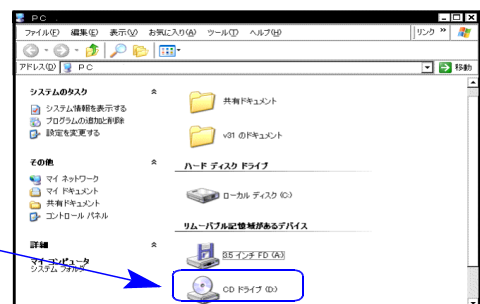 PC
ファイル(F) 編集(E) 表示(V) お気に入り(A) ツール(T) ヘルプ(H) リンク »
アドレス(D) PC 移動
システムのタスク
システム情報を表示する
プログラムの追加と削除
設定を変更する
その他
マイ ネットワーク
マイ ドキュメント
共有ドキュメント
コントロール パネル
詳細
マイ コンピュータ
システム フォルダ
共有ドキュメント
v31 のドキュメント
ハード ディスク ドライブ
ローカル ディスク (C:)
リムーバブル記憶域があるデバイス
3.5 インチ FD (A:)
CD ドライブ (D:)